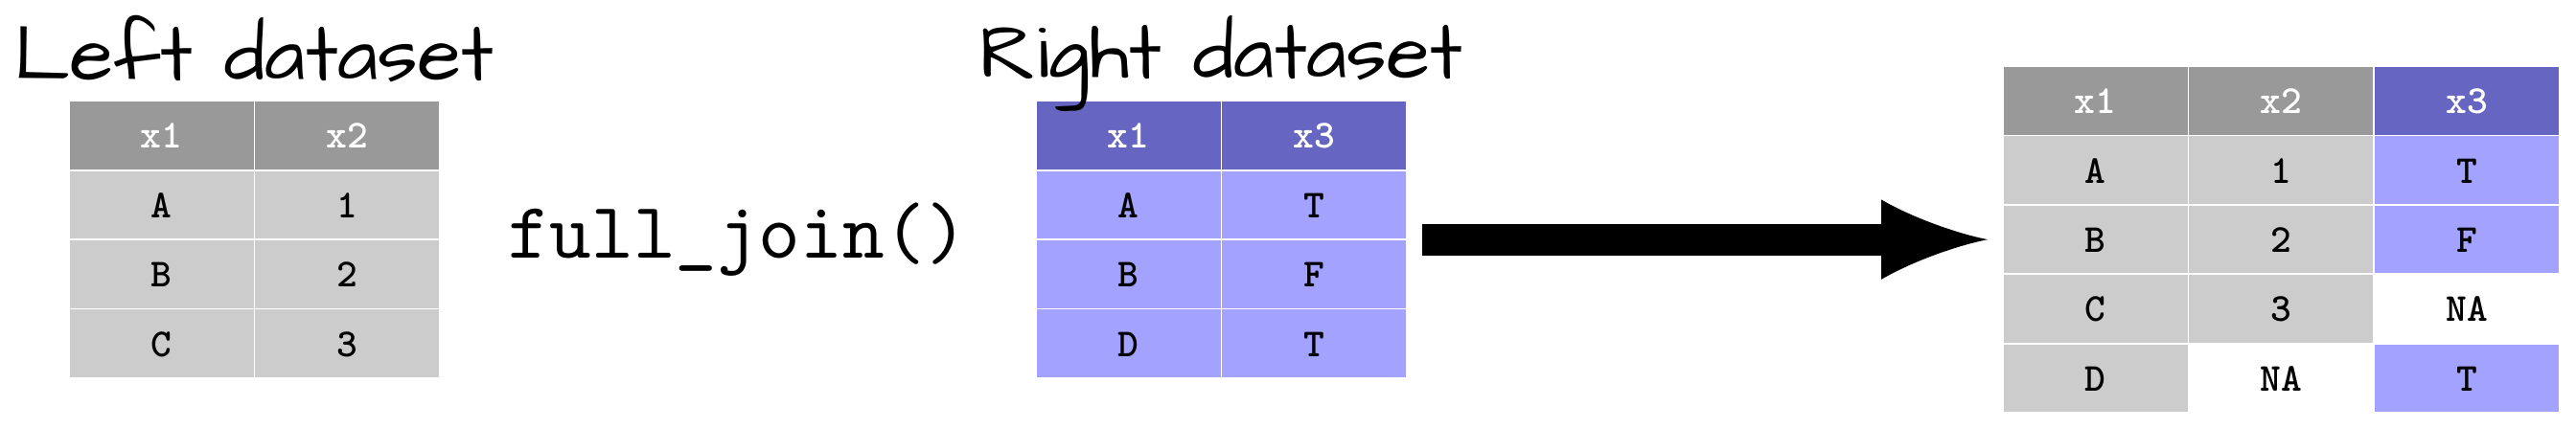 Left dataset
x1 x2
A 1
B 2
C 3
full_join()
Right dataset
x1 x3
A T
B F
D T
x1 x2 x3
A 1 T
B 2 F
C 3 NA
D NA T